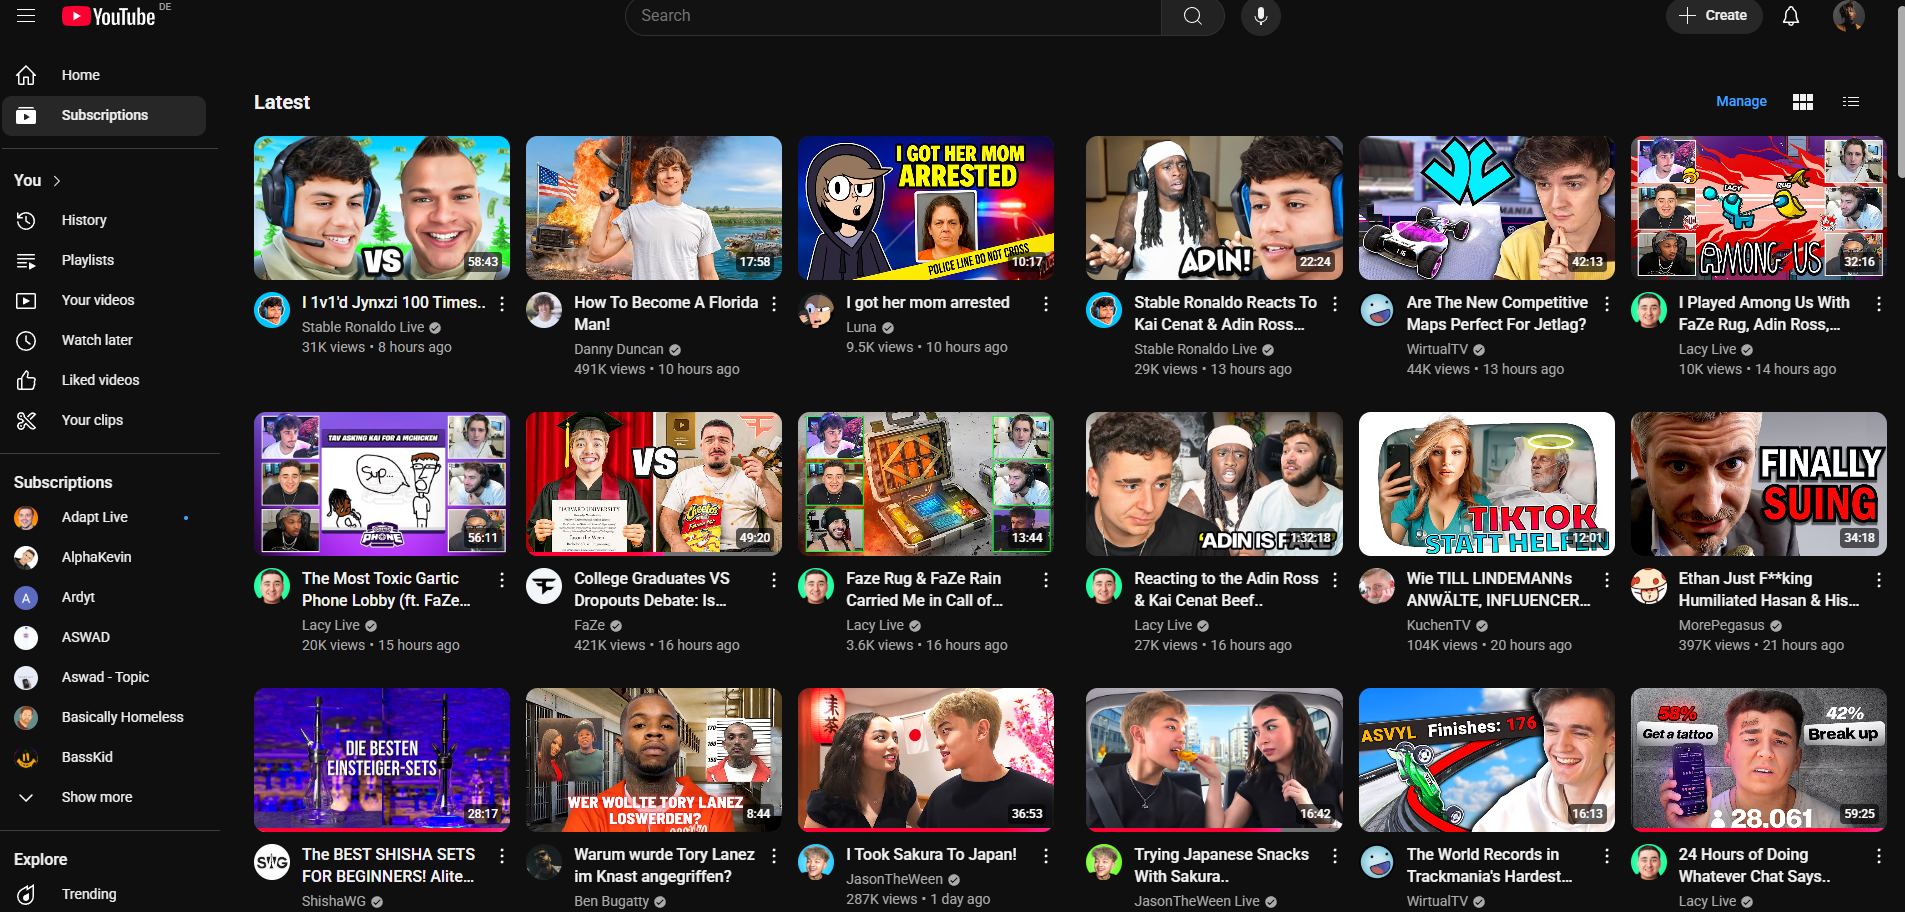 YouTube DE
Search
Create
Home
Subscriptions
You
History
Playlists
Your videos
Watch later
Liked videos
Your clips
Subscriptions
Adapt Live
AlphaKevin
A
Ardyt
ASWAD
Aswad - Topic
Basically Homeless
BassKid
Show more
Explore
Trending
Latest
Manage
VS
58:43
I 1v1'd Jynxzi 100 Times..
Stable Ronaldo Live
31K views • 8 hours ago
17:58
How To Become A Florida
Man!
Danny Duncan
491K views • 10 hours ago
I GOT HER MOM
ARRESTED
POLICE LINE DO NOT CROSS
10:17
I got her mom arrested
Luna
9.5K views • 10 hours ago
ADIN!
22:24
Stable Ronaldo Reacts To
Kai Cenat & Adin Ross...
Stable Ronaldo Live
29K views • 13 hours ago
42:13
Are The New Competitive
Maps Perfect For Jetlag?
WirtualTV
44K views • 13 hours ago
LACY
RUG
AMONG US
32:16
I Played Among Us With
FaZe Rug, Adin Ross,...
Lacy Live
10K views • 14 hours ago
TAV ASKING KAI FOR A MCHICKEN
Sup...
PHONE
56:11
The Most Toxic Gartic
Phone Lobby (ft. FaZe...
Lacy Live
20K views • 15 hours ago
VS
HARVARD UNIVERSITY
Jason the Ween
Cheetos
49:20
College Graduates VS
Dropouts Debate: Is...
FaZe
421K views • 16 hours ago
13:44
Faze Rug & FaZe Rain
Carried Me in Call of...
Lacy Live
3.6K views • 16 hours ago
'ADIN IS FAKE'
1:32:18
Reacting to the Adin Ross
& Kai Cenat Beef..
Lacy Live
27K views • 16 hours ago
TIKTOK
STATT HELFEN
12:01
Wie TILL LINDEMANNs
ANWÄLTE, INFLUENCER...
KuchenTV
104K views • 20 hours ago
FINALLY
SUING
34:18
Ethan Just F**king
Humiliated Hasan & His...
MorePegasus
397K views • 21 hours ago
DIE BESTEN
EINSTEIGER-SETS
28:17
SWG
The BEST SHISHA SETS
FOR BEGINNERS! Alite...
ShishaWG
WER WOLLTE TORY LANEZ
LOSWERDEN?
8:44
Warum wurde Tory Lanez
im Knast angegriffen?
Ben Bugatty
36:53
I Took Sakura To Japan!
JasonTheWeen
287K views • 1 day ago
16:42
Trying Japanese Snacks
With Sakura..
JasonTheWeen Live
ASVYL Finishes: 176
16:13
The World Records in
Trackmania's Hardest...
WirtualTV
58%
Get a tattoo
42%
Break up
28.061
59:25
24 Hours of Doing
Whatever Chat Says..
Lacy Live